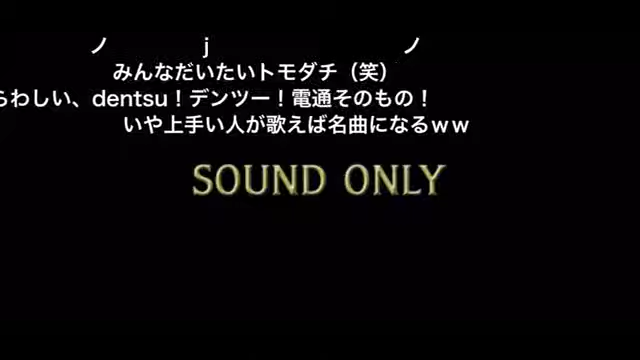 ノ j ノ
みんなだいたいトモダチ（笑）
らわしい、dentsu！デンツー！電通そのもの！
いや上手い人が歌えば名曲になるｗｗ
SOUND ONLY